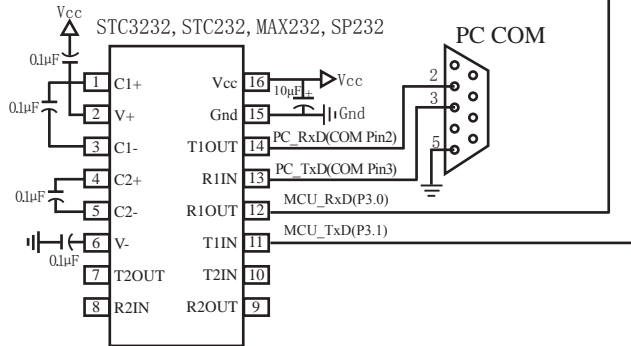 Vcc
STC3232, STC232, MAX232, SP232
PC COM
0.1μF
0.1μF
1 C1+
2 V+
3 C1-
4 C2+
5 C2-
6 V-
7 T2OUT
8 R2IN
0.1μF
0.1μF
Vcc 16
Gnd 15
T1OUT 14
R1IN 13
R1OUT 12
T1IN 11
T2IN 10
R2OUT 9
Vcc
10μF +
Gnd
PC_RxD(COM Pin2)
PC_TxD(COM Pin3)
MCU_RxD(P3.0)
MCU_TxD(P3.1)
2
3
5